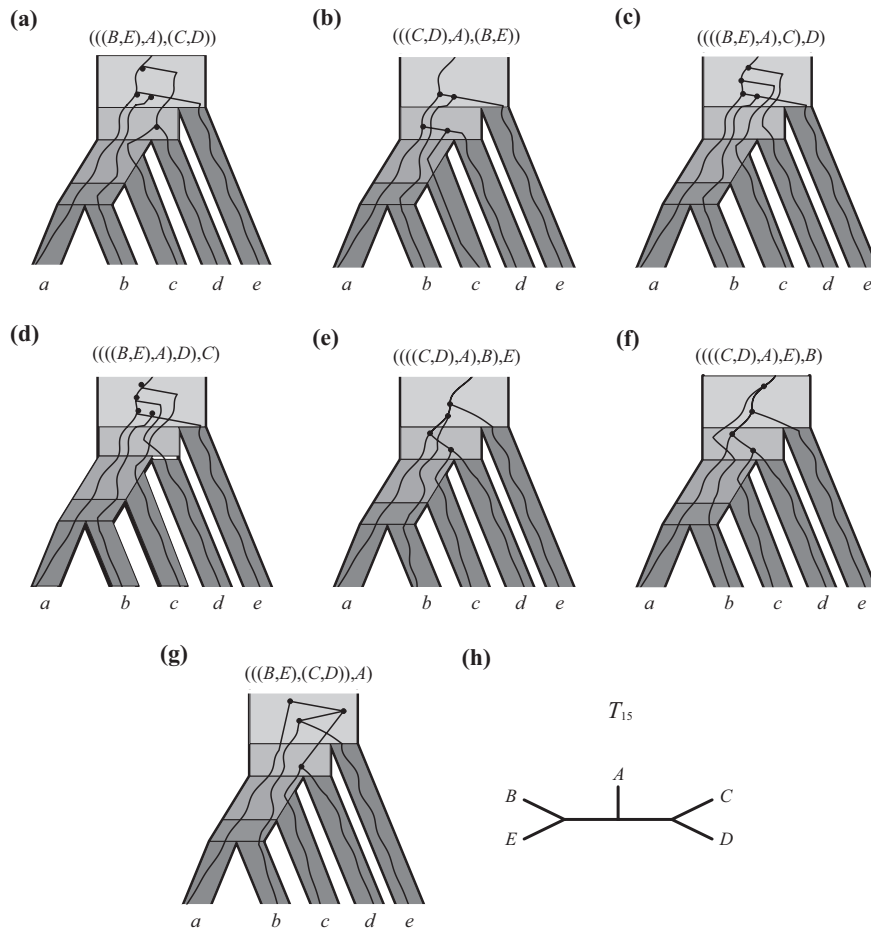 (a)
(((B,E),A),(C,D))
a b c d e
(b)
(((C,D),A),(B,E))
a b c d e
(c)
((((B,E),A),C),D)
a b c d e
(d)
((((B,E),A),D),C)
a b c d e
(e)
((((C,D),A),B),E)
a b c d e
(f)
((((C,D),A),E),B)
a b c d e
(g)
(((B,E),(C,D)),A)
a b c d e
(h)
T15
A
B C
E D